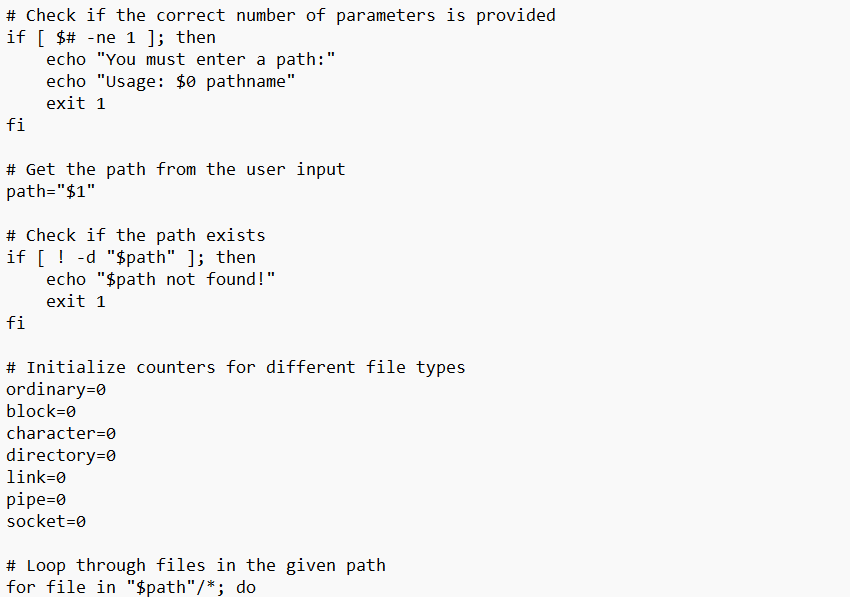 # Check if the correct number of parameters is provided
if [ $# -ne 1 ]; then
    echo "You must enter a path:"
    echo "Usage: $0 pathname"
    exit 1
fi

# Get the path from the user input
path="$1"

# Check if the path exists
if [ ! -d "$path" ]; then
    echo "$path not found!"
    exit 1
fi

# Initialize counters for different file types
ordinary=0
block=0
character=0
directory=0
link=0
pipe=0
socket=0

# Loop through files in the given path
for file in "$path"/*; do